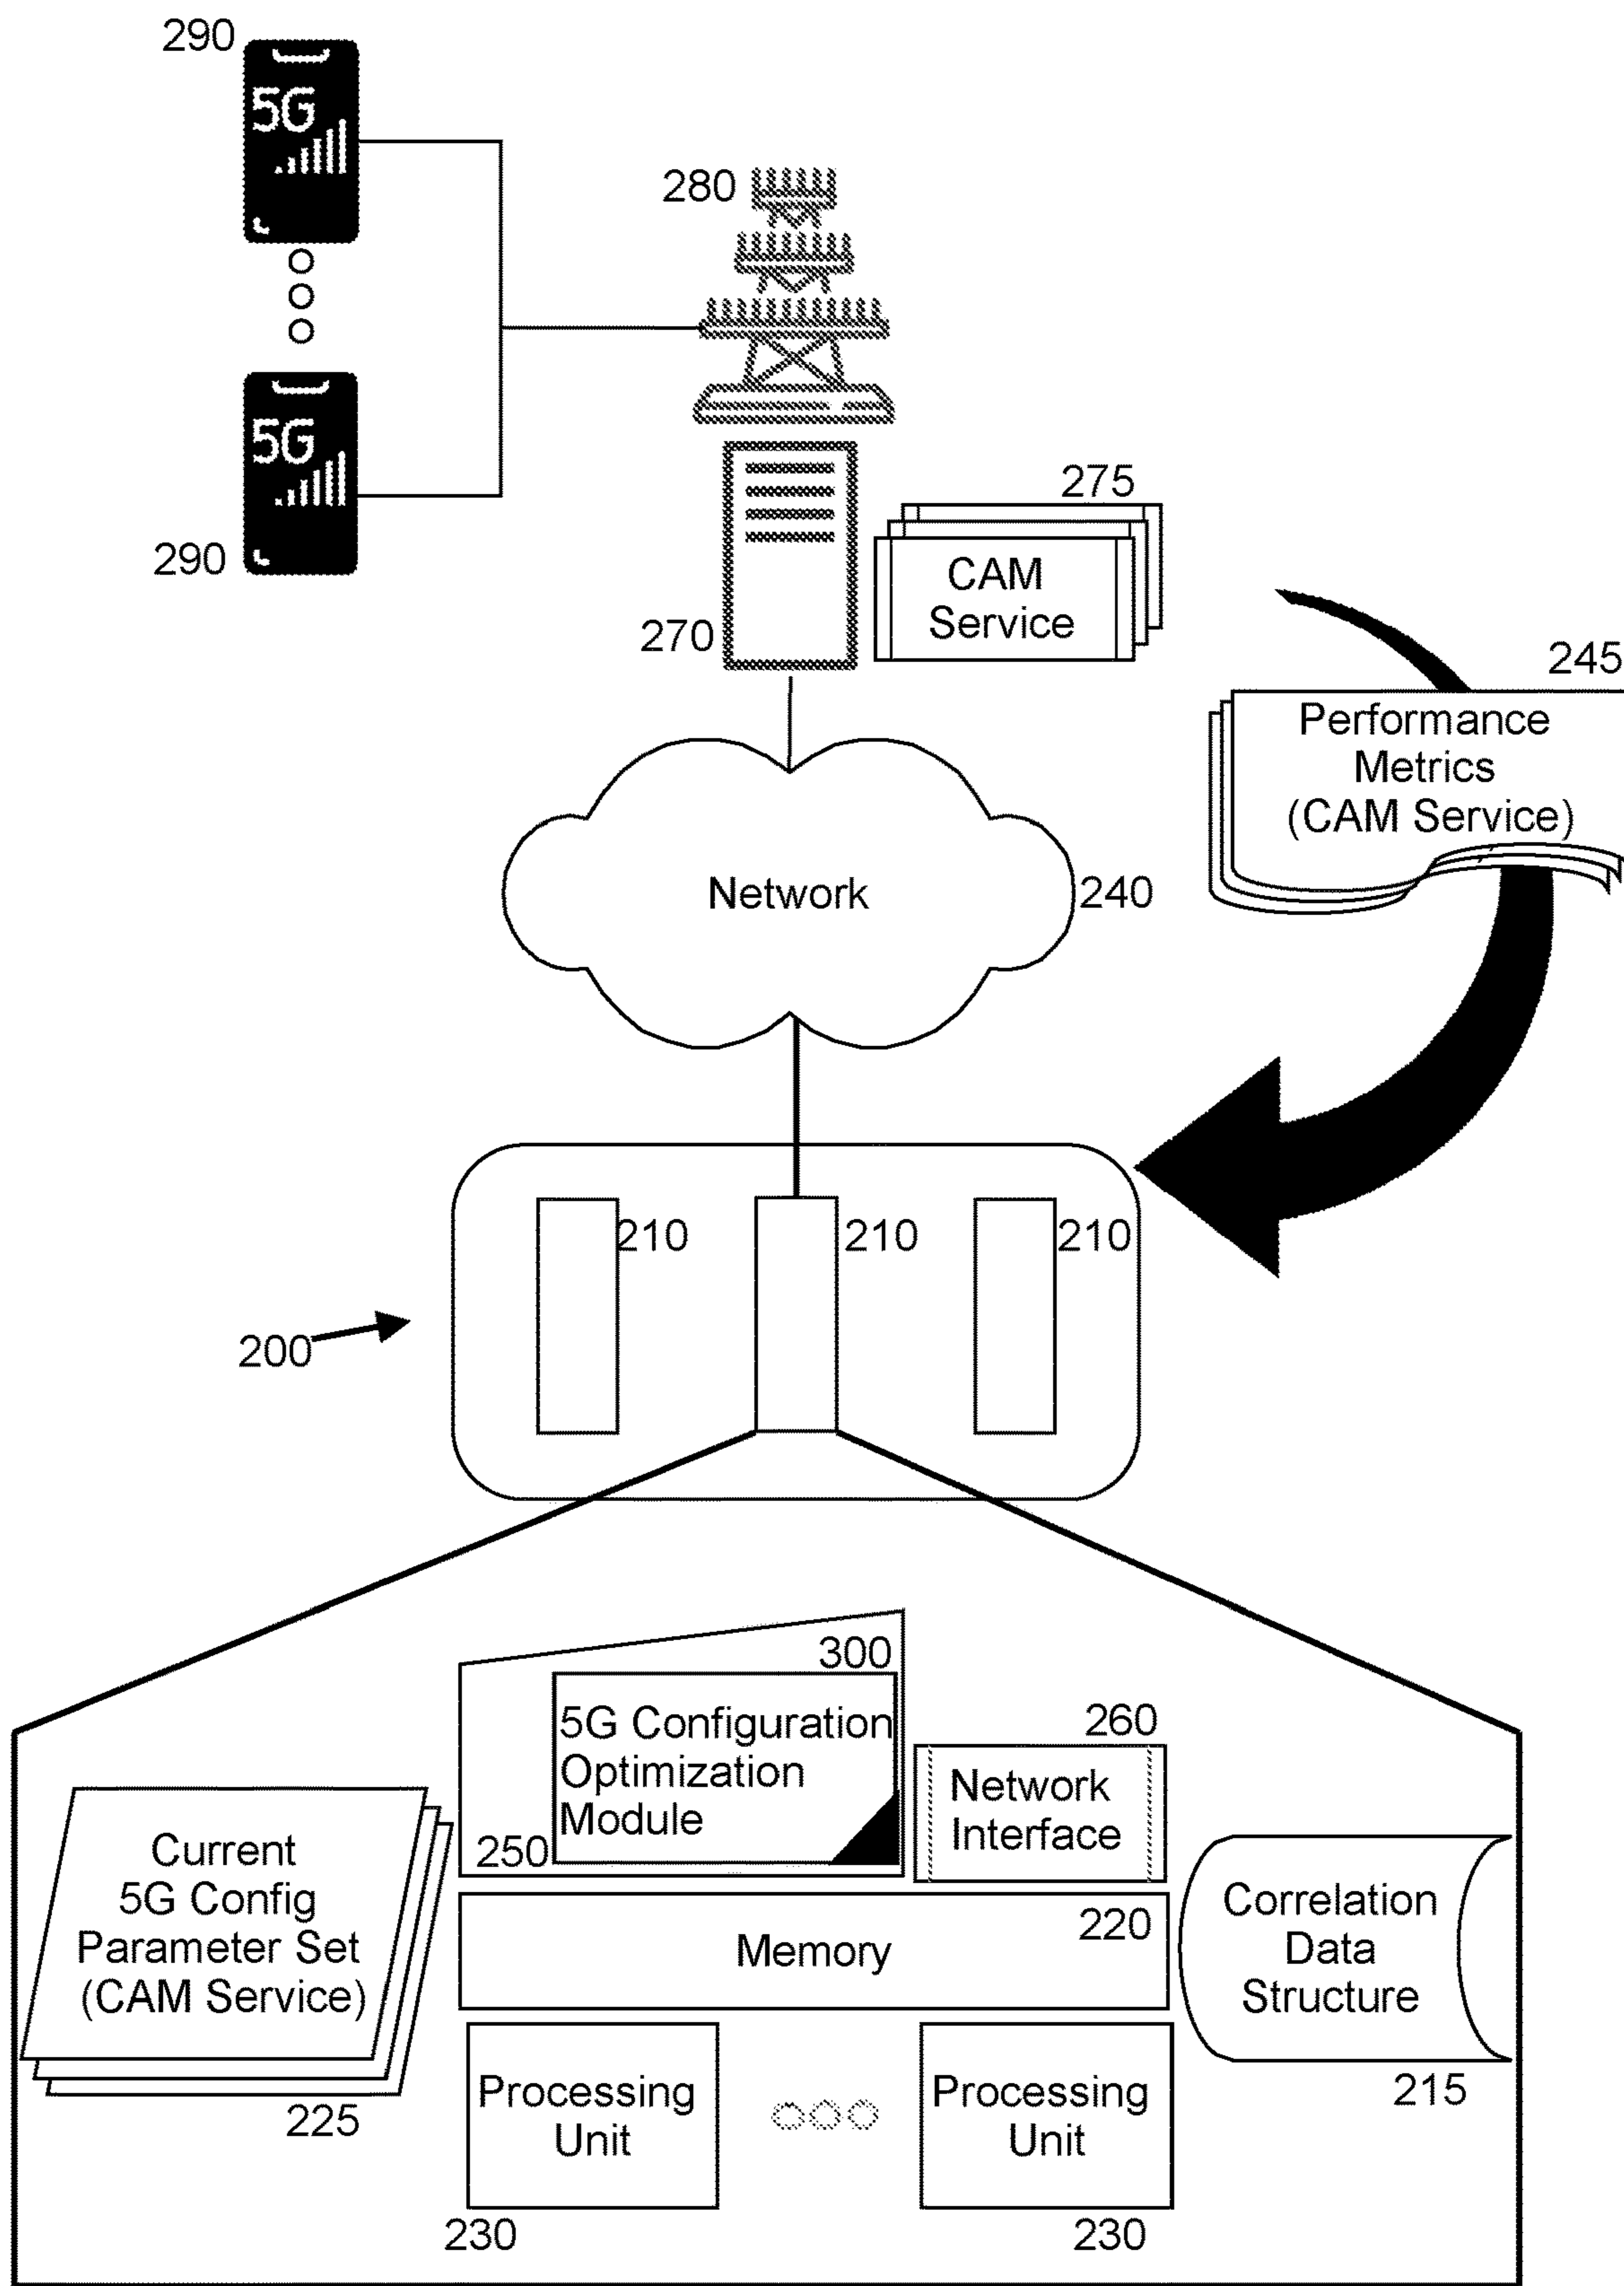 290
5G
280
5G
290
275
CAM
Service
270
245
Performance
Metrics
(CAM Service)
Network
240
210
210
210
200
300
5G Configuration
Optimization
Module
250
260
Network
Interface
Current
5G Config
Parameter Set
(CAM Service)
225
220
Memory
Correlation
Data
Structure
215
Processing
Unit
230
Processing
Unit
230